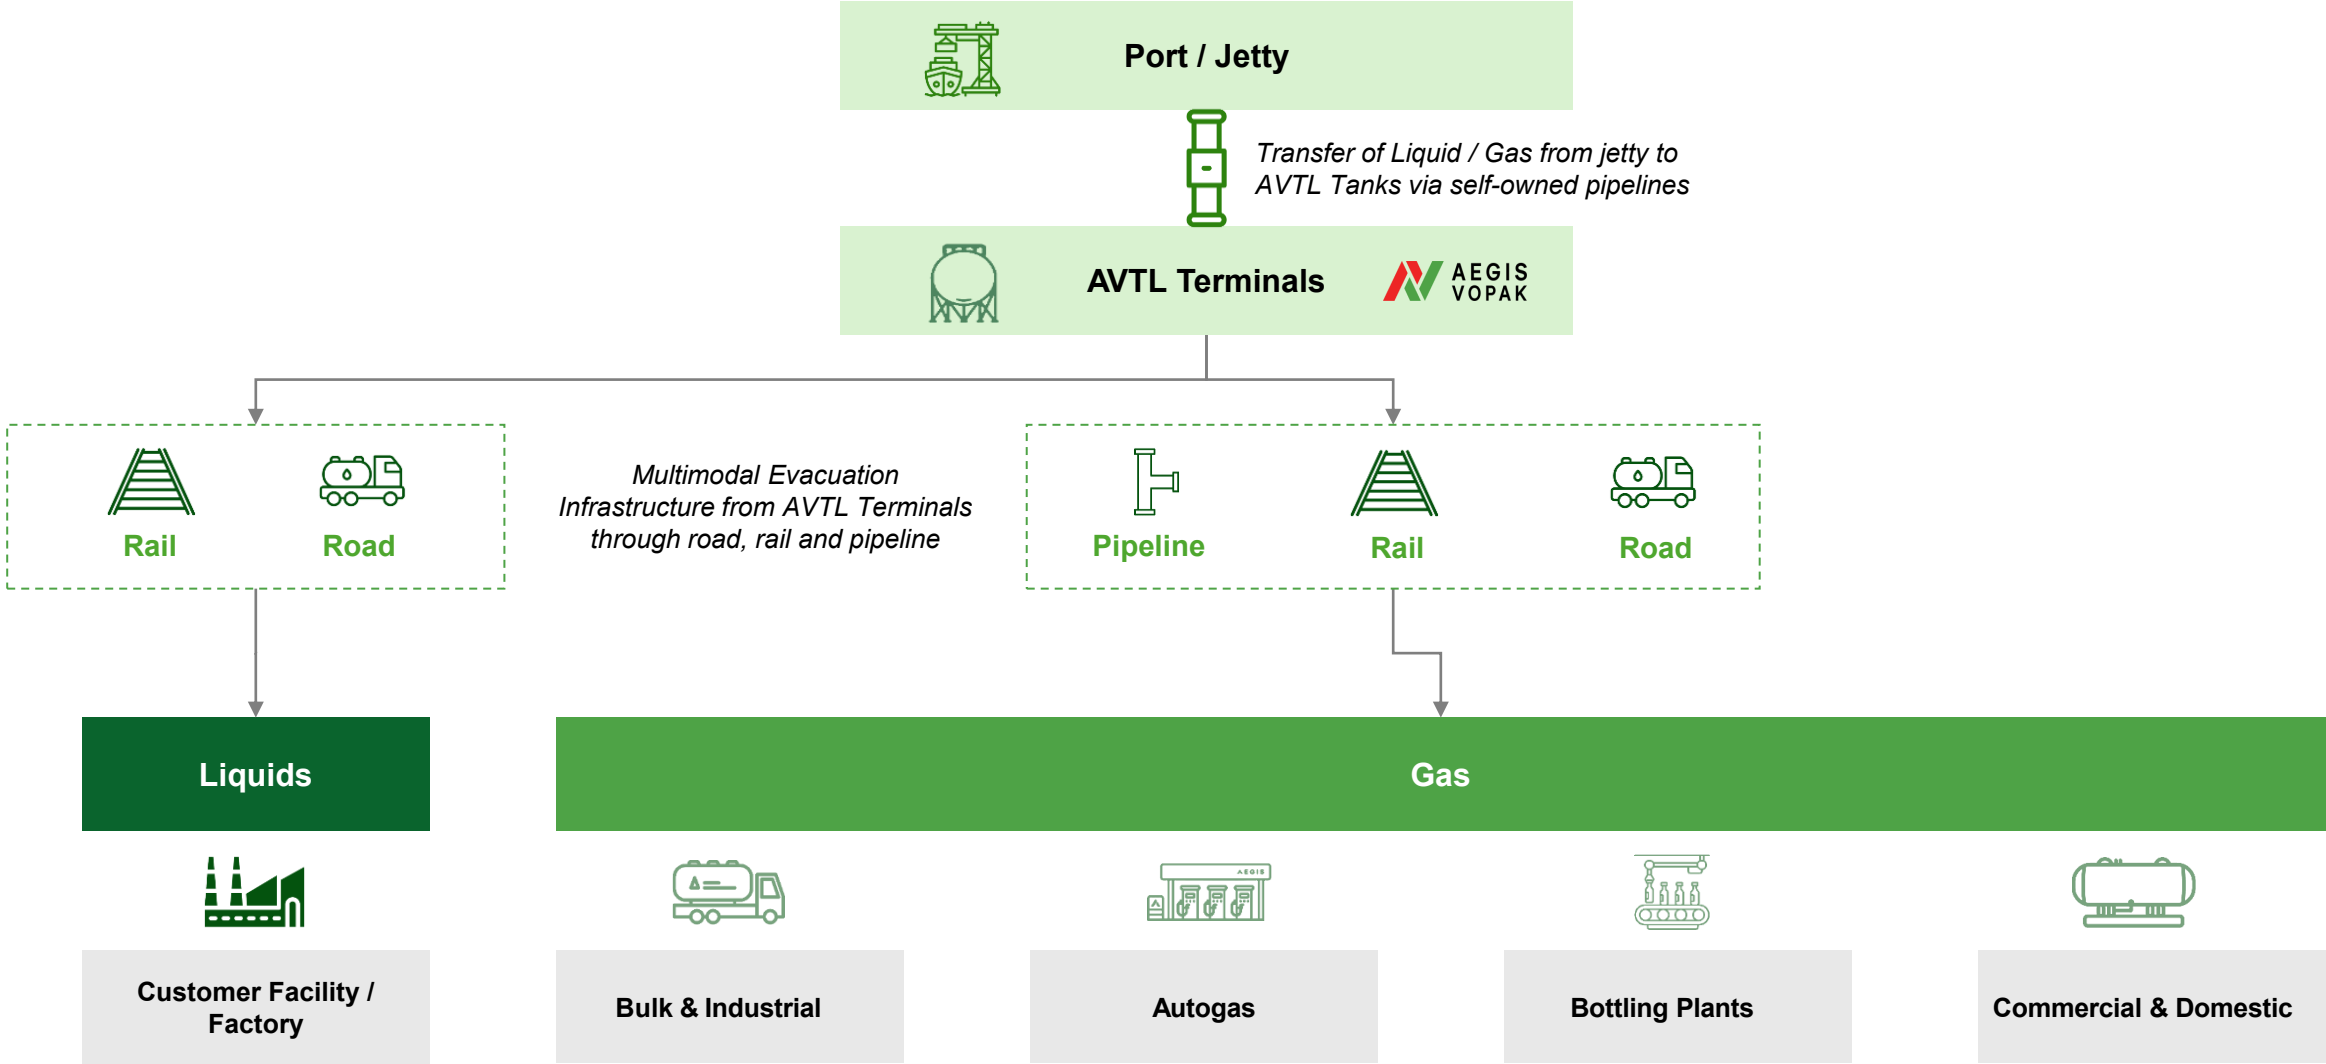 Port / Jetty
Transfer of Liquid / Gas from jetty to
AVTL Tanks via self-owned pipelines
AVTL Terminals
AEGIS
VOPAK
Rail
Road
Multimodal Evacuation
Infrastructure from AVTL Terminals
through road, rail and pipeline
Pipeline
Rail
Road
Liquids
Gas
AEGIS
Customer Facility /
Factory
Bulk & Industrial
Autogas
Bottling Plants
Commercial & Domestic